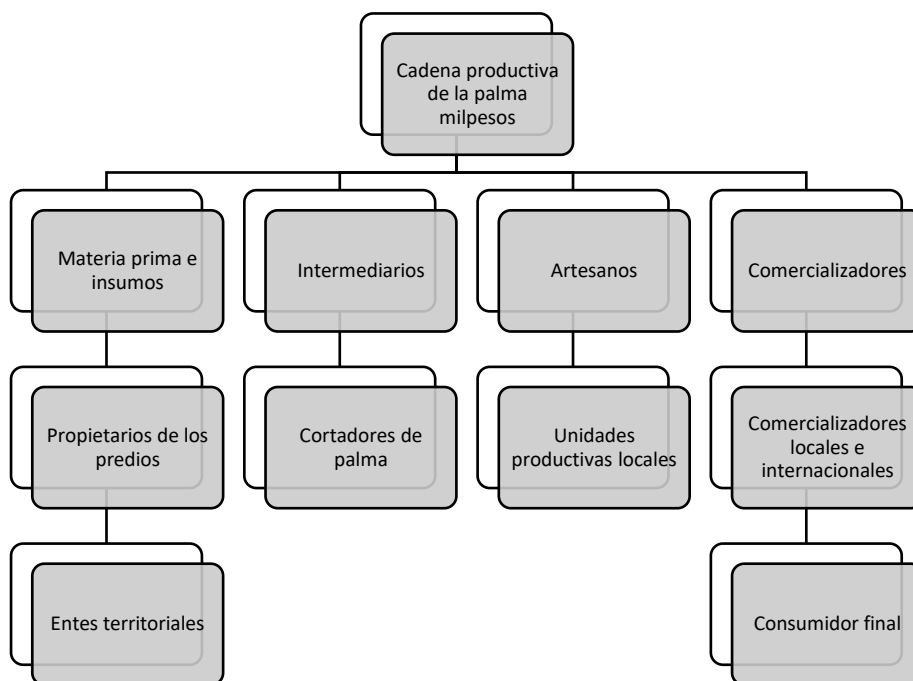 Cadena productiva
de la palma
milpesos
Materia prima e
insumos
Intermediarios
Artesanos
Comercializadores
Propietarios de los
predios
Cortadores de
palma
Unidades
productivas locales
Comercializadores
locales e
internacionales
Entes territoriales
Consumidor final